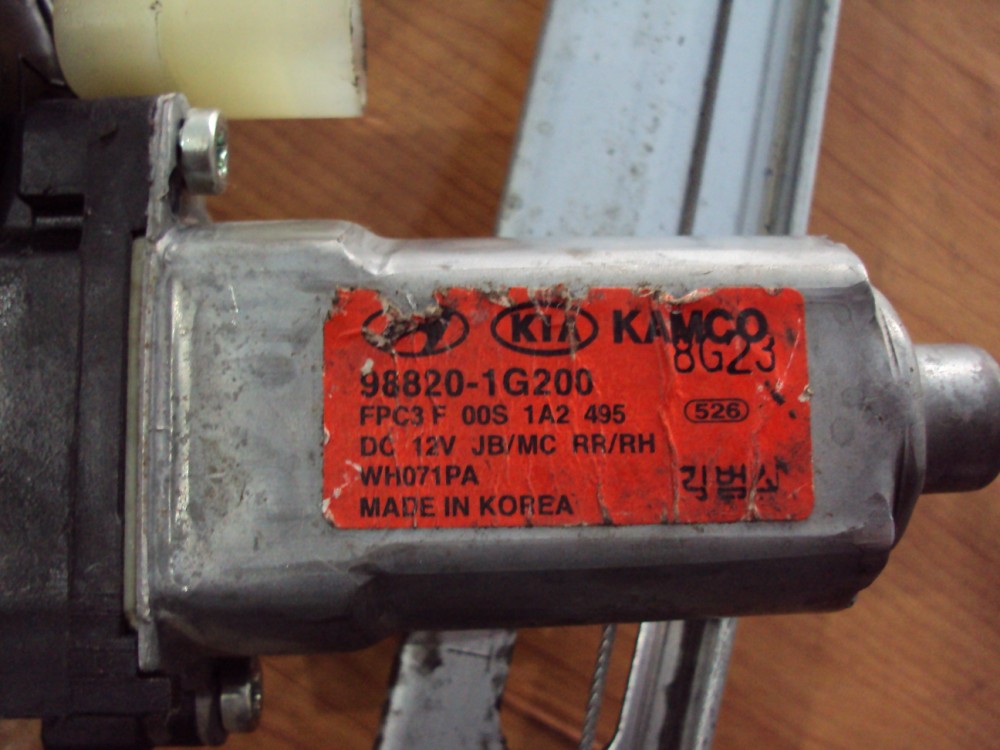 KIA KAMCO
8G23
98820-1G200
FPC3 F 00S 1A2 495 526
DC 12V JB/MC RR/RH
WH071PA
MADE IN KOREA